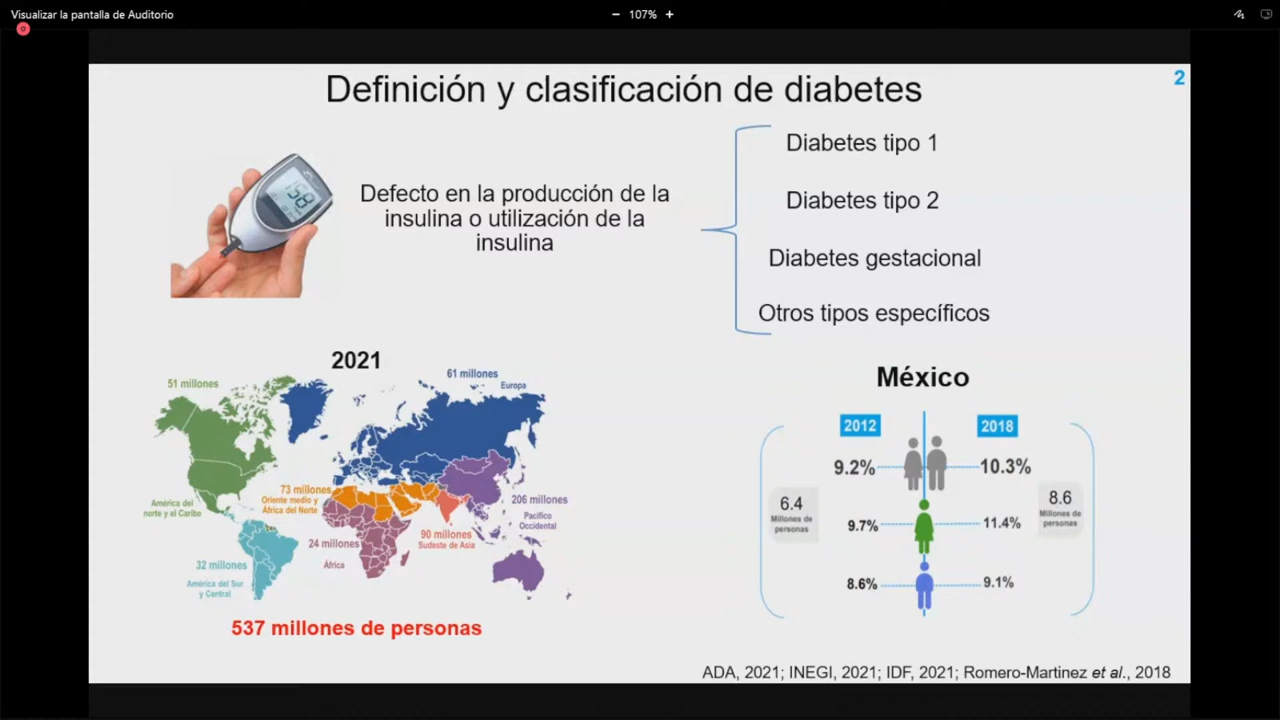 Visualizar la pantalla de Auditorio
− 107% +
Definición y clasificación de diabetes
2
158
Defecto en la producción de la
insulina o utilización de la
insulina
Diabetes tipo 1
Diabetes tipo 2
Diabetes gestacional
Otros tipos específicos
2021
51 millones
61 millones
Europa
América del
norte y el Caribe
73 millones
Oriente medio y
África del Norte
206 millones
Pacífico
Occidental
24 millones
África
90 millones
Sudeste de Asia
32 millones
América del Sur
y Central
537 millones de personas
México
2012
2018
9.2%
10.3%
6.4
Millones de
personas
8.6
Millones de
personas
9.7%
11.4%
8.6%
9.1%
ADA, 2021; INEGI, 2021; IDF, 2021; Romero-Martinez et al., 2018